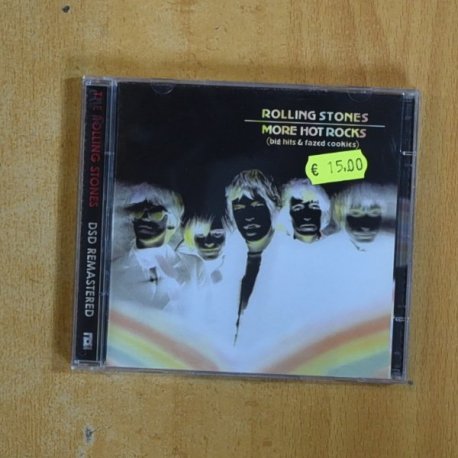 THE ROLLING STONES DSD REMASTERED
ROLLING STONES
MORE HOT ROCKS
(big hits & fazed cookies)
€ 15.00